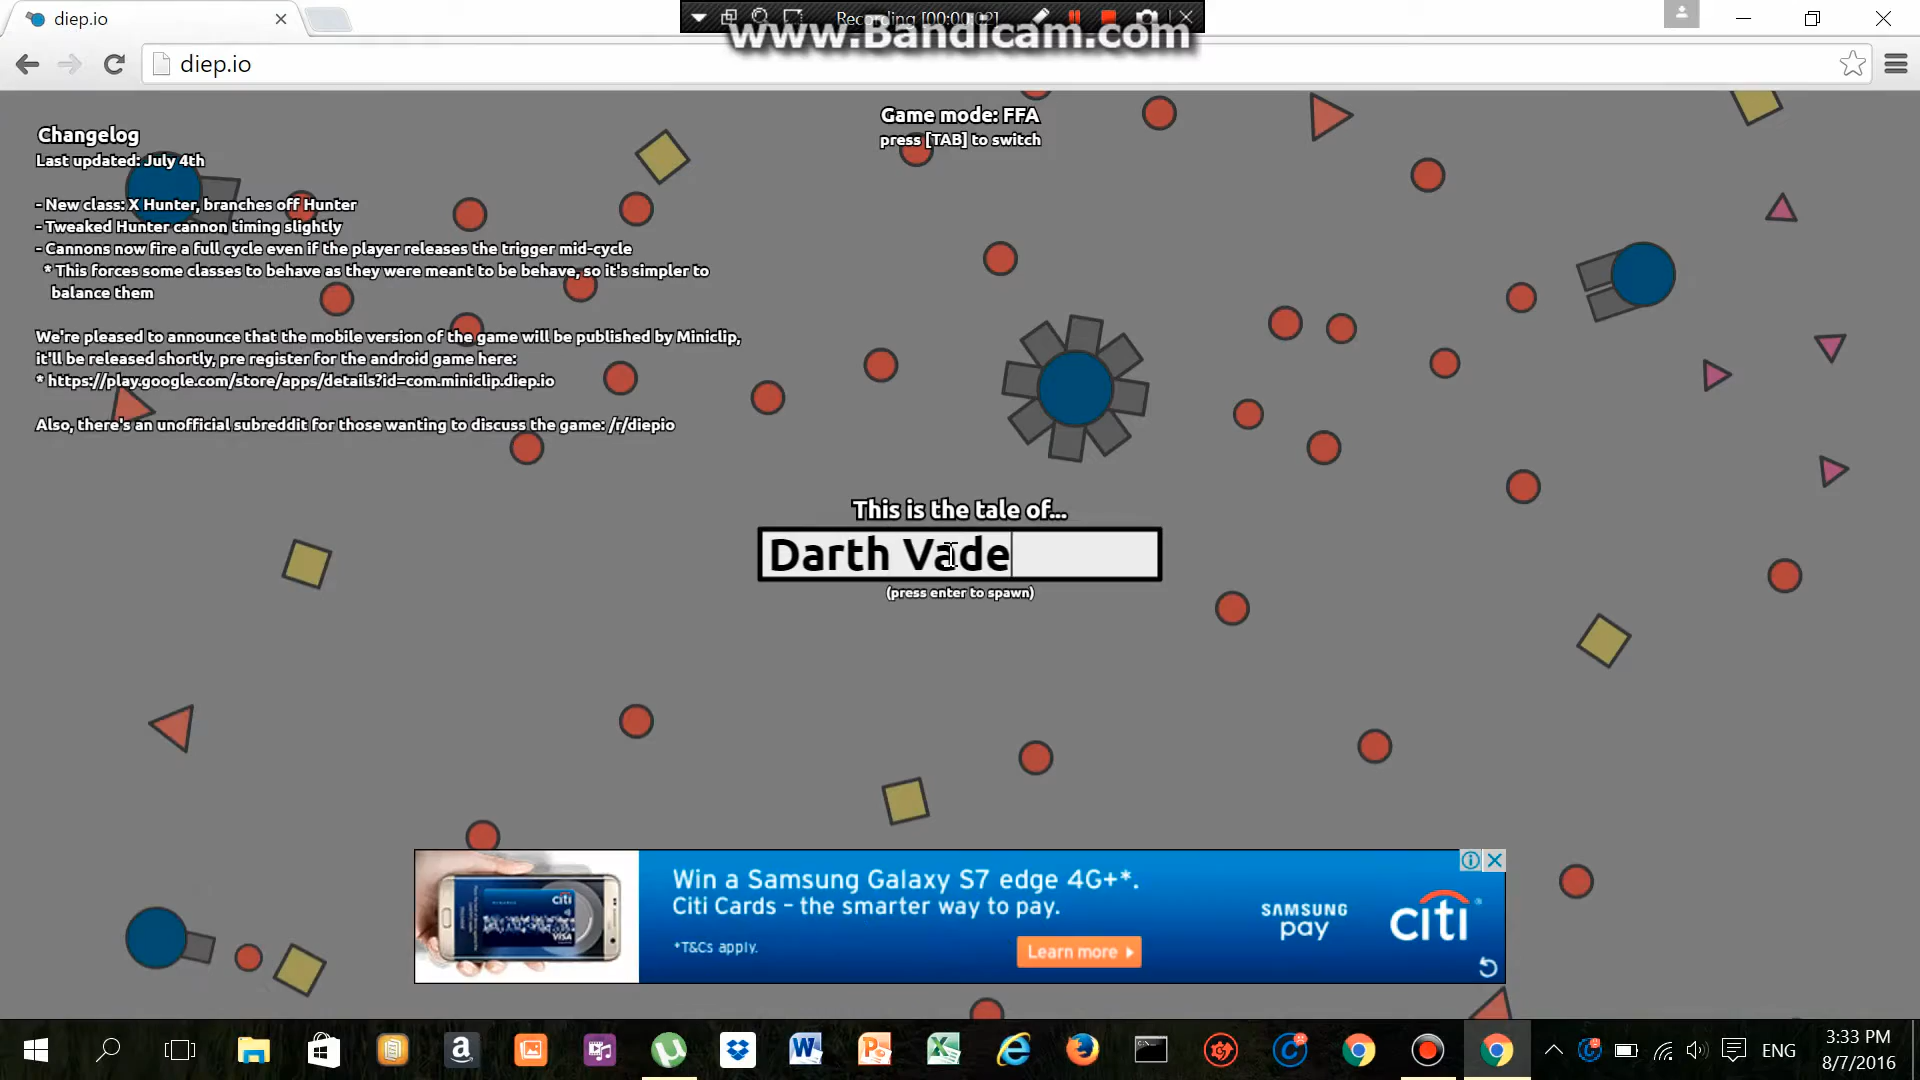 diep.io
Recording [00:00:02]
www.Bandicam.com
diep.io
Game mode: FFA
press [TAB] to switch
Changelog
Last updated: July 4th
- New class: X Hunter, branches off Hunter
- Tweaked Hunter cannon timing slightly
- Cannons now fire a full cycle even if the player releases the trigger mid-cycle
* This forces some classes to behave as they were meant to be behave, so it's simpler to
balance them
We're pleased to announce that the mobile version of the game will be published by Miniclip,
it'll be released shortly, pre register for the android game here:
* https://play.google.com/store/apps/details?id=com.miniclip.diep.io
Also, there's an unofficial subreddit for those wanting to discuss the game: /r/diepio
This is the tale of...
Darth Vade
(press enter to spawn)
Win a Samsung Galaxy S7 edge 4G+*.
Citi Cards – the smarter way to pay.
*T&Cs apply.
Learn more
SAMSUNG
pay
citi
citi
VISA
ENG
3:33 PM
8/7/2016